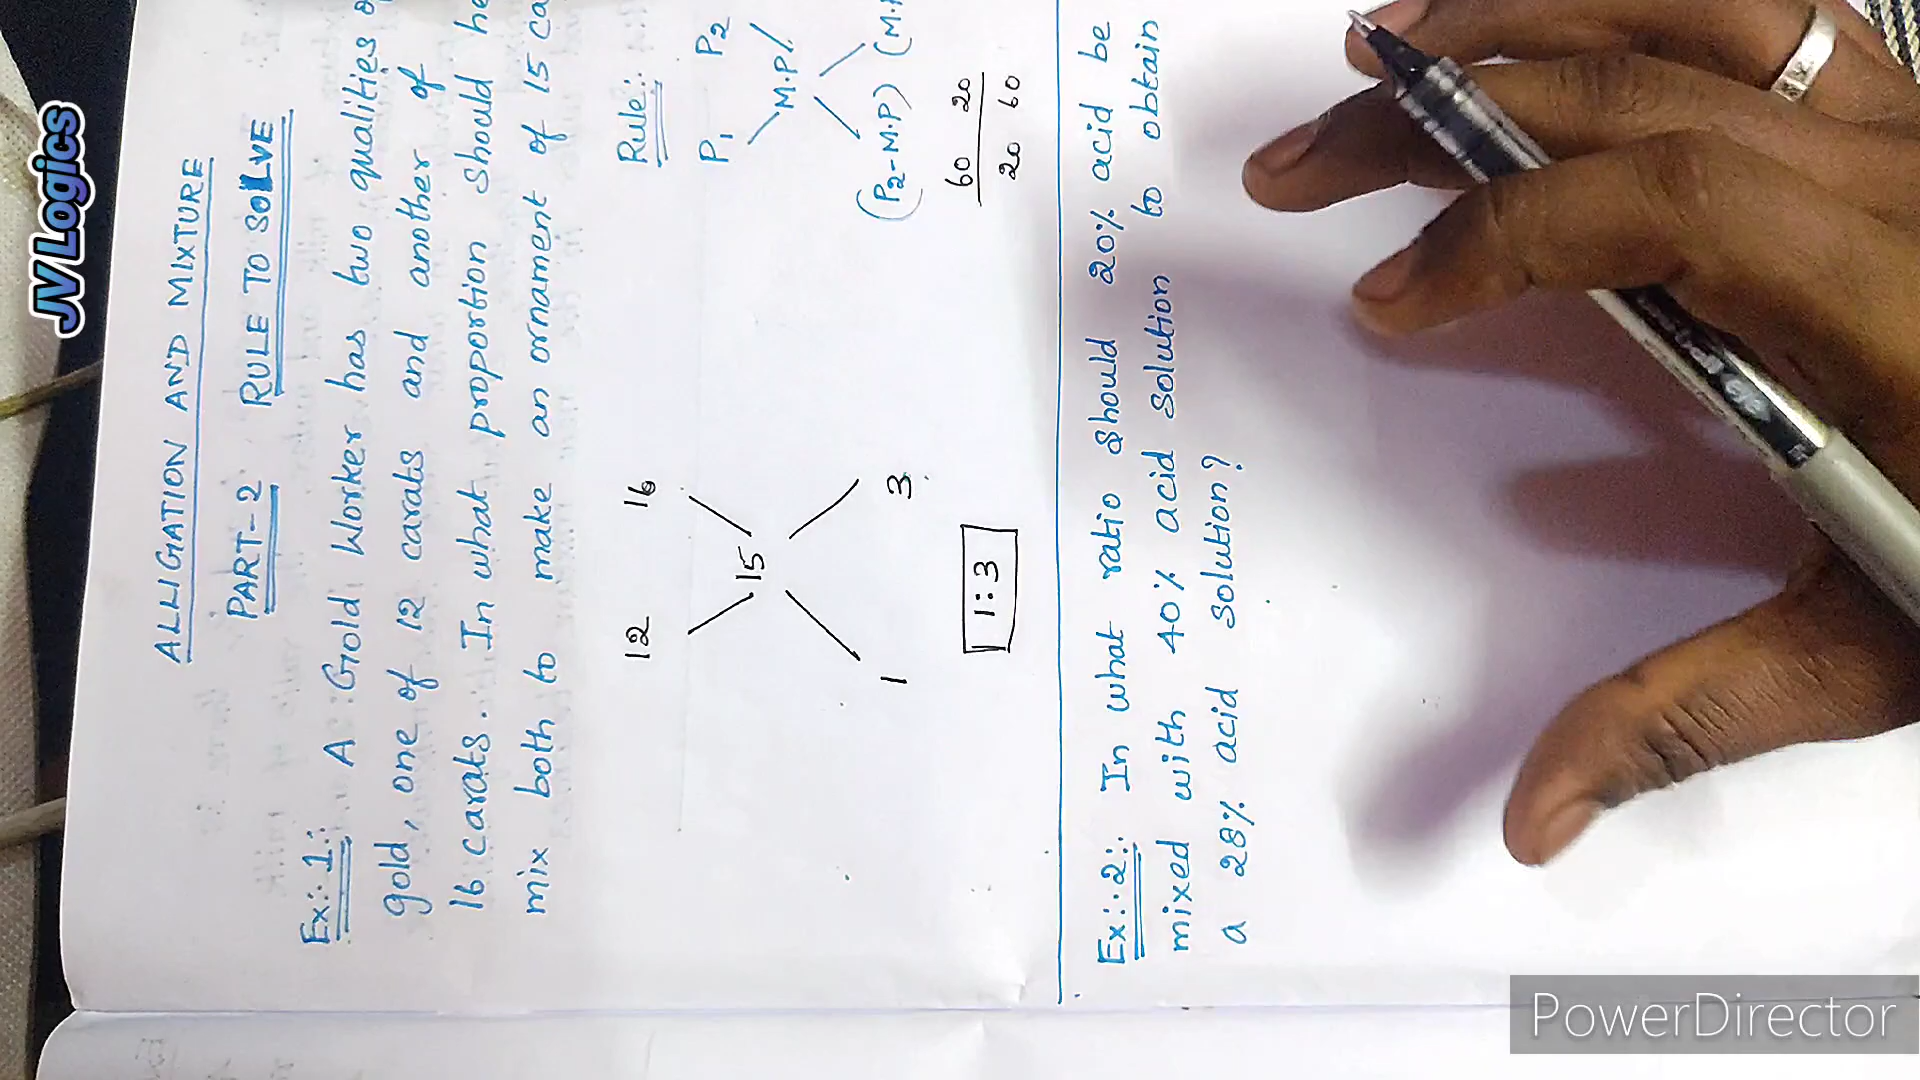 JV Logics
ALLIGATION AND MIXTURE
PART-2 RULE TO SOLVE
Ex:-1:- A Gold Worker has two qualities of
gold, one of 12 carats and another of
16 carats. In what proportion should he
mix both to make an ornament of 15 ca
12 16
15
1 3
1:3
Rule:-
P1 P2
M.P/
(P2-M.P) (M.
60 20
20 60
Ex:-2:- In what ratio should 20% acid be
mixed with 40% acid solution to obtain
a 28% acid solution?
PowerDirector